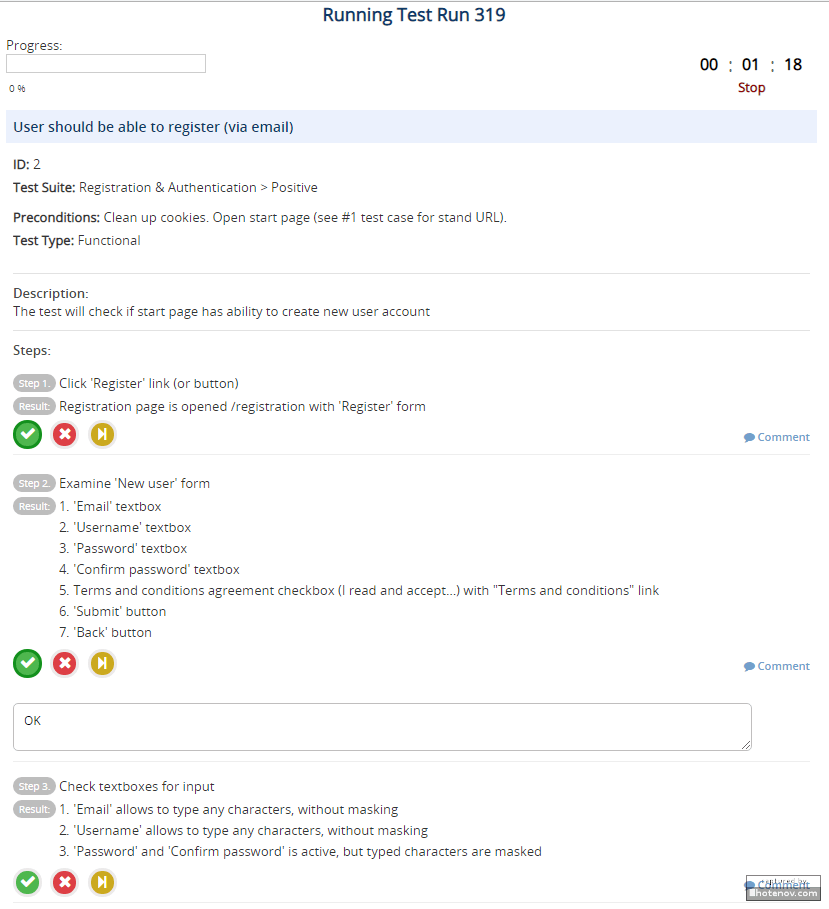 Running Test Run 319
Progress:
00 : 01 : 18
0 %
Stop
User should be able to register (via email)
ID: 2
Test Suite: Registration & Authentication > Positive
Preconditions: Clean up cookies. Open start page (see #1 test case for stand URL).
Test Type: Functional
Description:
The test will check if start page has ability to create new user account
Steps:
Step 1. Click 'Register' link (or button)
Result: Registration page is opened /registration with 'Register' form
Comment
Step 2. Examine 'New user' form
Result: 1. 'Email' textbox
2. 'Username' textbox
3. 'Password' textbox
4. 'Confirm password' textbox
5. Terms and conditions agreement checkbox (I read and accept...) with "Terms and conditions" link
6. 'Submit' button
7. 'Back' button
Comment
OK
Step 3. Check textboxes for input
Result: 1. 'Email' allows to type any characters, without masking
2. 'Username' allows to type any characters, without masking
3. 'Password' and 'Confirm password' is active, but typed characters are masked
Comment
hotenov.com